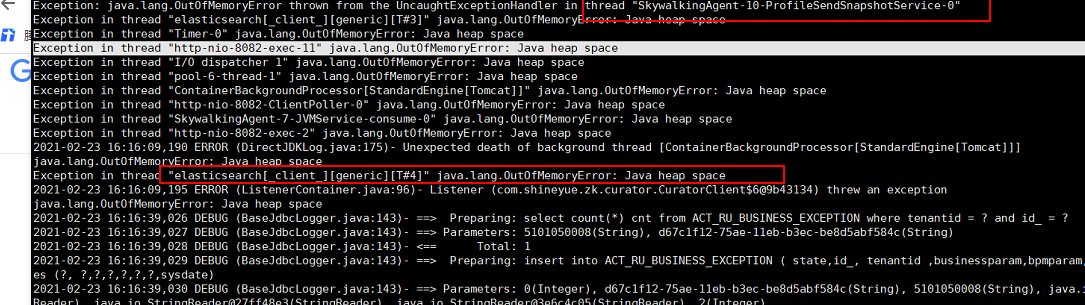 Exception: java.lang.OutOfMemoryError thrown from the UncaughtExceptionHandler in thread "SkywalkingAgent-10-ProfileSendSnapshotService-0"
Exception in thread "elasticsearch[_client_][generic][T#3]" java.lang.OutOfMemoryError: Java heap space
Exception in thread "Timer-0" java.lang.OutOfMemoryError: Java heap space
Exception in thread "http-nio-8082-exec-11" java.lang.OutOfMemoryError: Java heap space
Exception in thread "I/O dispatcher 1" java.lang.OutOfMemoryError: Java heap space
Exception in thread "pool-6-thread-1" java.lang.OutOfMemoryError: Java heap space
Exception in thread "ContainerBackgroundProcessor[StandardEngine[Tomcat]]" java.lang.OutOfMemoryError: Java heap space
Exception in thread "http-nio-8082-ClientPoller-0" java.lang.OutOfMemoryError: Java heap space
Exception in thread "SkywalkingAgent-7-JVMService-consume-0" java.lang.OutOfMemoryError: Java heap space
Exception in thread "http-nio-8082-exec-2" java.lang.OutOfMemoryError: Java heap space
2021-02-23 16:16:09,190 ERROR (DirectJDKLog.java:175)- Unexpected death of background thread [ContainerBackgroundProcessor[StandardEngine[Tomcat]]]
java.lang.OutOfMemoryError: Java heap space
Exception in thread "elasticsearch[_client_][generic][T#4]" java.lang.OutOfMemoryError: Java heap space
2021-02-23 16:16:09,195 ERROR (ListenerContainer.java:96)- Listener (com.shineyue.zk.curator.CuratorClient$6@9b43134) threw an exception
java.lang.OutOfMemoryError: Java heap space
2021-02-23 16:16:39,026 DEBUG (BaseJdbcLogger.java:143)- ==> Preparing: select count(*) cnt from ACT_RU_BUSINESS_EXCEPTION where tenantid = ? and id_ = ?
2021-02-23 16:16:39,027 DEBUG (BaseJdbcLogger.java:143)- ==> Parameters: 5101050008(String), d67c1f12-75ae-11eb-b3ec-be8d5abf584c(String)
2021-02-23 16:16:39,028 DEBUG (BaseJdbcLogger.java:143)- <== Total: 1
2021-02-23 16:16:39,029 DEBUG (BaseJdbcLogger.java:143)- ==> Preparing: insert into ACT_RU_BUSINESS_EXCEPTION ( state,id_, tenantid ,businessparam,bpmparam,
es (?, ?,?,?,?,?,?,sysdate)
2021-02-23 16:16:39,030 DEBUG (BaseJdbcLogger.java:143)- ==> Parameters: 0(Integer), d67c1f12-75ae-11eb-b3ec-be8d5abf584c(String), 5101050008(String), java.i
Reader), java.io.StringReader@27ff48e3(StringReader), java.io.StringReader@3e6c4c05(StringReader), 2(Integer)